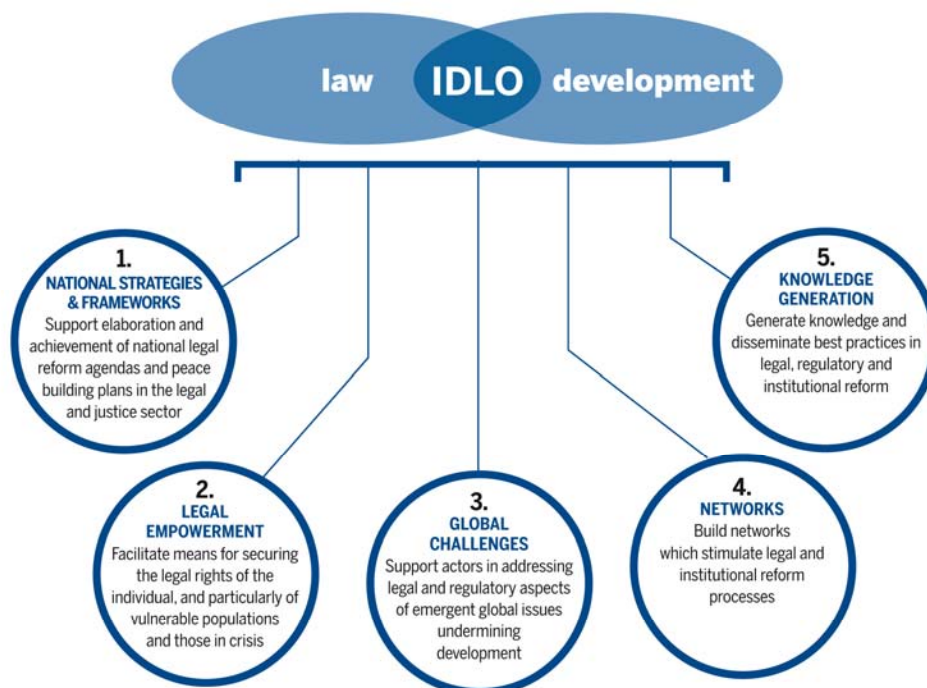 law IDLO development
1.
NATIONAL STRATEGIES
& FRAMEWORKS
Support elaboration and
achievement of national legal
reform agendas and peace
building plans in the legal
and justice sector
2.
LEGAL
EMPOWERMENT
Facilitate means for securing
the legal rights of the
individual, and particularly of
vulnerable populations
and those in crisis
3.
GLOBAL
CHALLENGES
Support actors in addressing
legal and regulatory aspects
of emergent global issues
undermining
development
4.
NETWORKS
Build networks
which stimulate legal and
institutional reform
processes
5.
KNOWLEDGE
GENERATION
Generate knowledge and
disseminate best practices in
legal, regulatory and
institutional reform